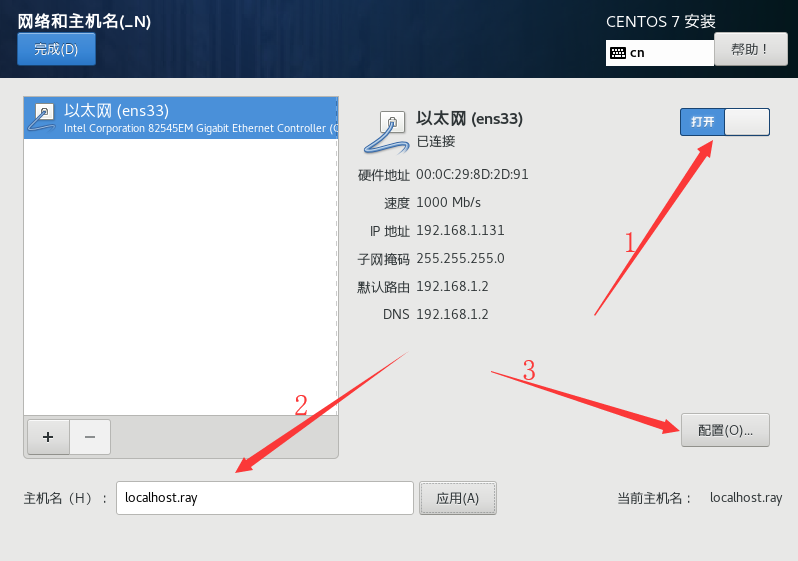 网络和主机名(_N)
CENTOS 7 安装
完成(D)
cn
帮助！
以太网 (ens33)
Intel Corporation 82545EM Gigabit Ethernet Controller (C
以太网 (ens33)
已连接
打开
硬件地址 00:0C:29:8D:2D:91
速度 1000 Mb/s
IP 地址 192.168.1.131
子网掩码 255.255.255.0
默认路由 192.168.1.2
DNS 192.168.1.2
1
2
3
+ −
配置(O)...
主机名（H）： localhost.ray 应用(A) 当前主机名： localhost.ray